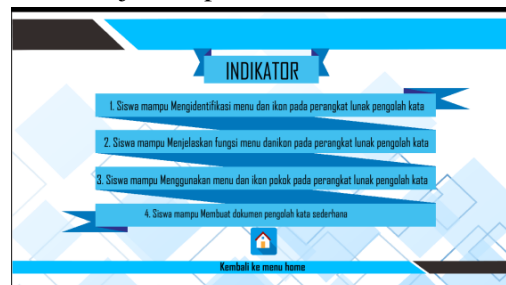 INDIKATOR
1. Siswa mampu Mengidentifikasi menu dan ikon pada perangkat lunak pengolah kata
2. Siswa mampu Menjelaskan fungsi menu danikon pada perangkat lunak pengolah kata
3. Siswa mampu Menggunakan menu dan ikon pokok pada perangkat lunak pengolah kata
4. Siswa mampu Membuat dokumen pengolah kata sederhana
Kembali ke menu home